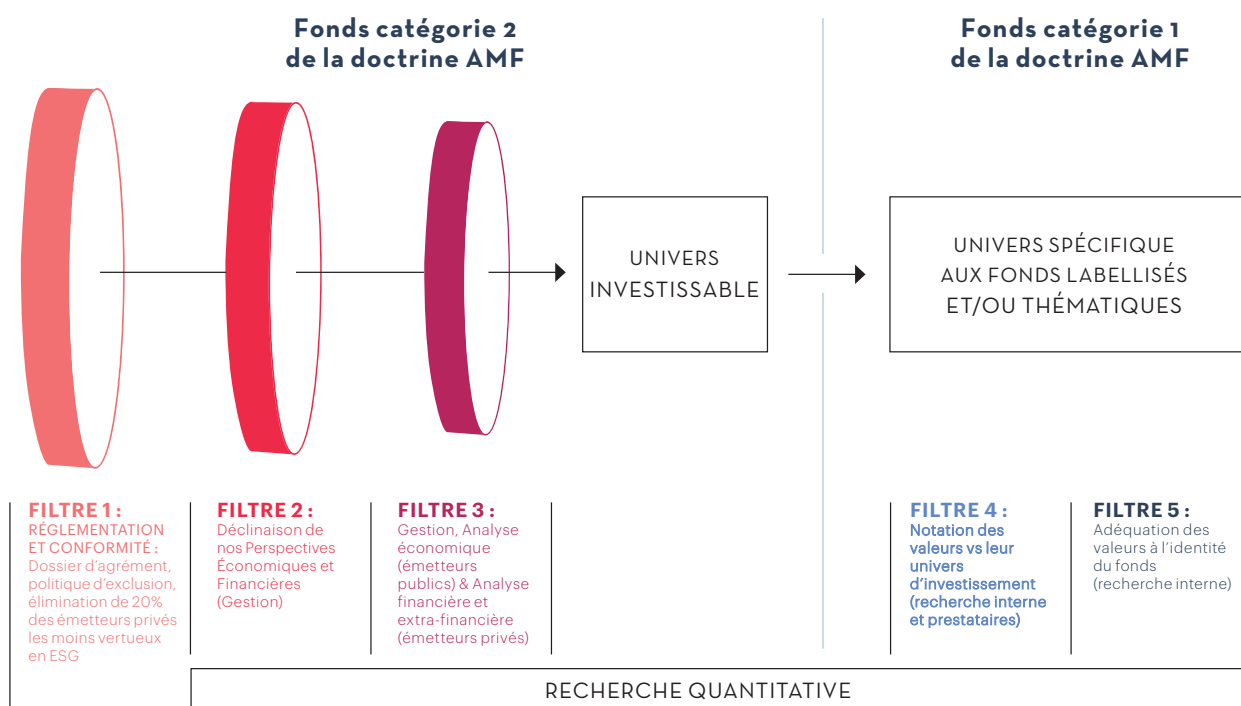 Fonds catégorie 2
de la doctrine AMF
Fonds catégorie 1
de la doctrine AMF
UNIVERS
INVESTISSABLE
UNIVERS SPÉCIFIQUE
AUX FONDS LABELLISÉS
ET/OU THÉMATIQUES
FILTRE 1 :
RÉGLEMENTATION
ET CONFORMITÉ :
Dossier d'agrément,
politique d'exclusion,
élimination de 20%
des émetteurs privés
les moins vertueux
en ESG
FILTRE 2 :
Déclinaison de
nos Perspectives
Économiques et
Financières
(Gestion)
FILTRE 3 :
Gestion, Analyse
économique
(émetteurs
publics) & Analyse
financière et
extra-financière
(émetteurs privés)
FILTRE 4 :
Notation des
valeurs vs leur
univers
d'investissement
(recherche interne
et prestataires)
FILTRE 5 :
Adéquation des
valeurs à l'identité
du fonds
(recherche interne)
RECHERCHE QUANTITATIVE